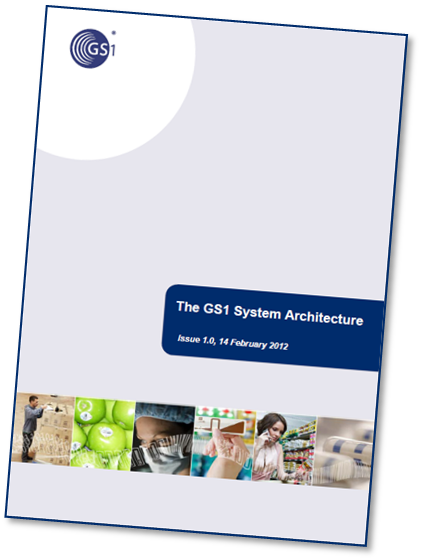 GS1
The GS1 System Architecture
Issue 1.0, 14 February 2012